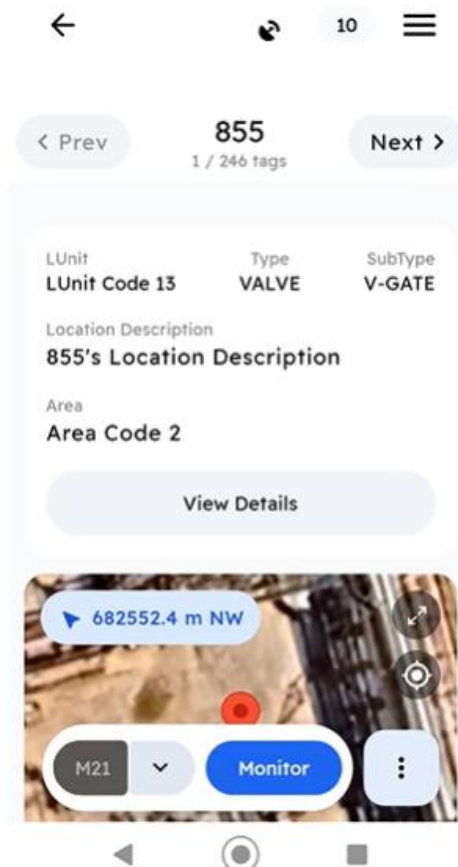 10
< Prev
855
Next >
1 / 246 tags
LUnit
Type
SubType
LUnit Code 13
VALVE
V-GATE
Location Description
855's Location Description
Area
Area Code 2
View Details
682552.4 m NW
M21
Monitor